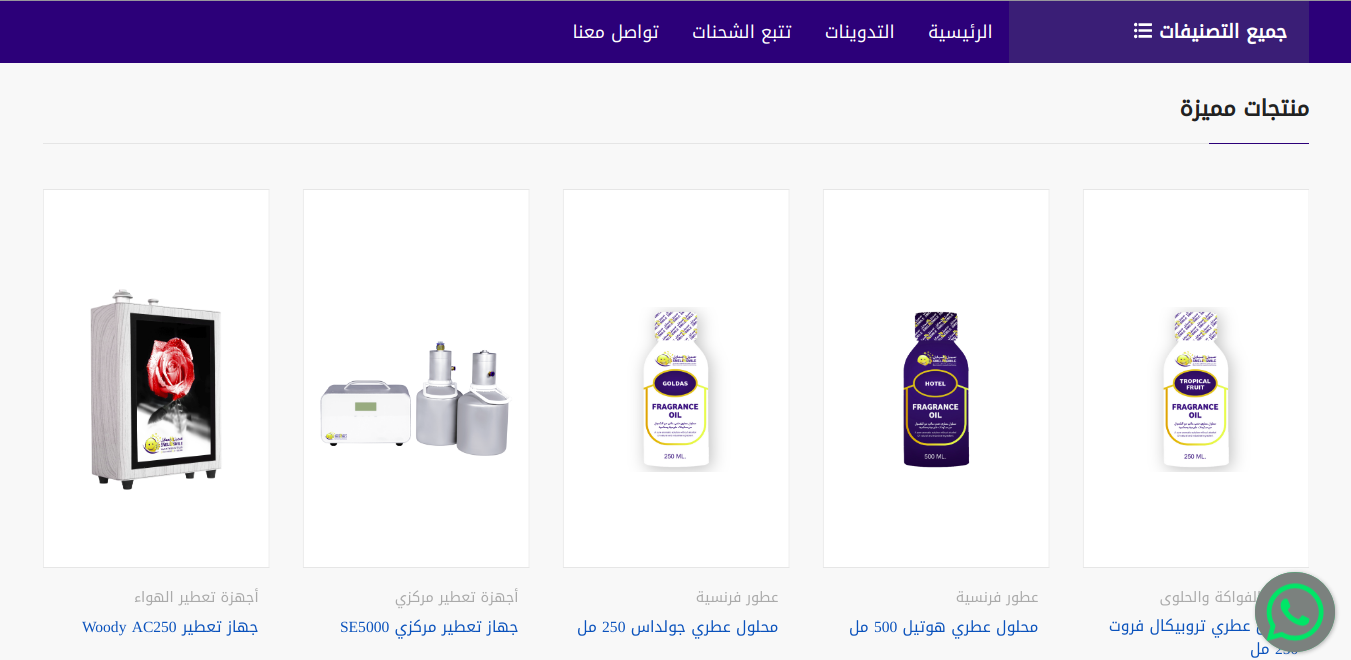 جميع التصنيفات
الرئيسية
التدوينات
تتبع الشحنات
تواصل معنا
منتجات مميزة
TROPICAL
FRUIT
FRAGRANCE
OIL
250 ML.
HOTEL
FRAGRANCE
OIL
500 ML.
GOLDAS
FRAGRANCE
OIL
250 ML.
الفواكة والحلوى
عطري تروبيكال فروت
مل
عطور فرنسية
محلول عطري هوتيل 500 مل
عطور فرنسية
محلول عطري جولداس 250 مل
أجهزة تعطير مركزي
جهاز تعطير مركزي SE5000
أجهزة تعطير الهواء
جهاز تعطير Woody AC250